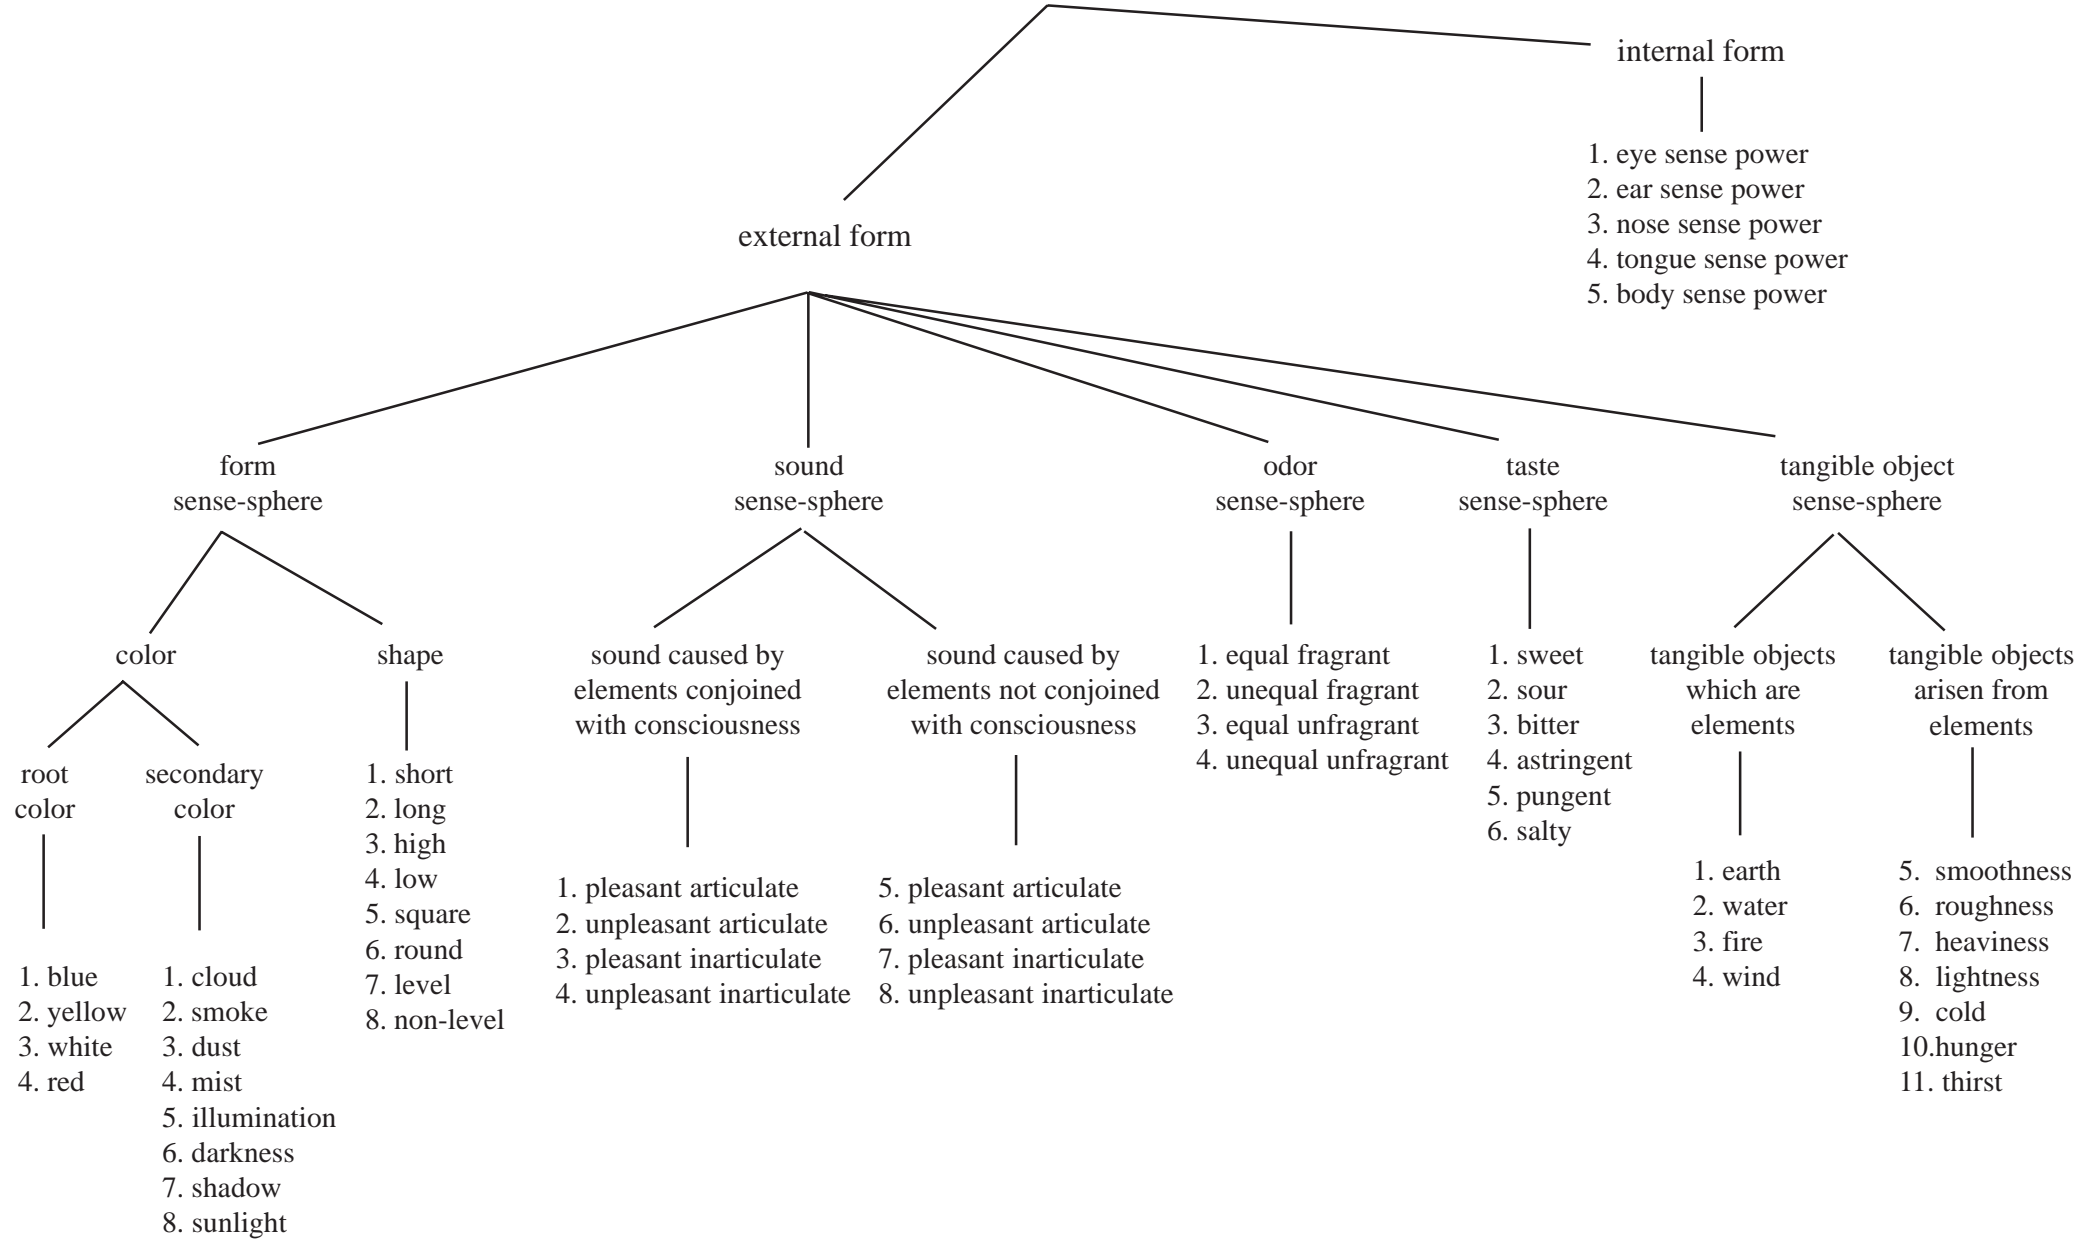 internal form
1. eye sense power
2. ear sense power
3. nose sense power
4. tongue sense power
5. body sense power
external form
form
sense-sphere
sound
sense-sphere
odor
sense-sphere
taste
sense-sphere
tangible object
sense-sphere
color
root
color
1. blue
2. yellow
3. white
4. red
secondary
color
1. cloud
2. smoke
3. dust
4. mist
5. illumination
6. darkness
7. shadow
8. sunlight
shape
1. short
2. long
3. high
4. low
5. square
6. round
7. level
8. non-level
sound caused by
elements conjoined
with consciousness
1. pleasant articulate
2. unpleasant articulate
3. pleasant inarticulate
4. unpleasant inarticulate
sound caused by
elements not conjoined
with consciousness
5. pleasant articulate
6. unpleasant articulate
7. pleasant inarticulate
8. unpleasant inarticulate
1. equal fragrant
2. unequal fragrant
3. equal unfragrant
4. unequal unfragrant
1. sweet
2. sour
3. bitter
4. astringent
5. pungent
6. salty
tangible objects
which are
elements
1. earth
2. water
3. fire
4. wind
tangible objects
arisen from
elements
5. smoothness
6. roughness
7. heaviness
8. lightness
9. cold
10.hunger
11. thirst